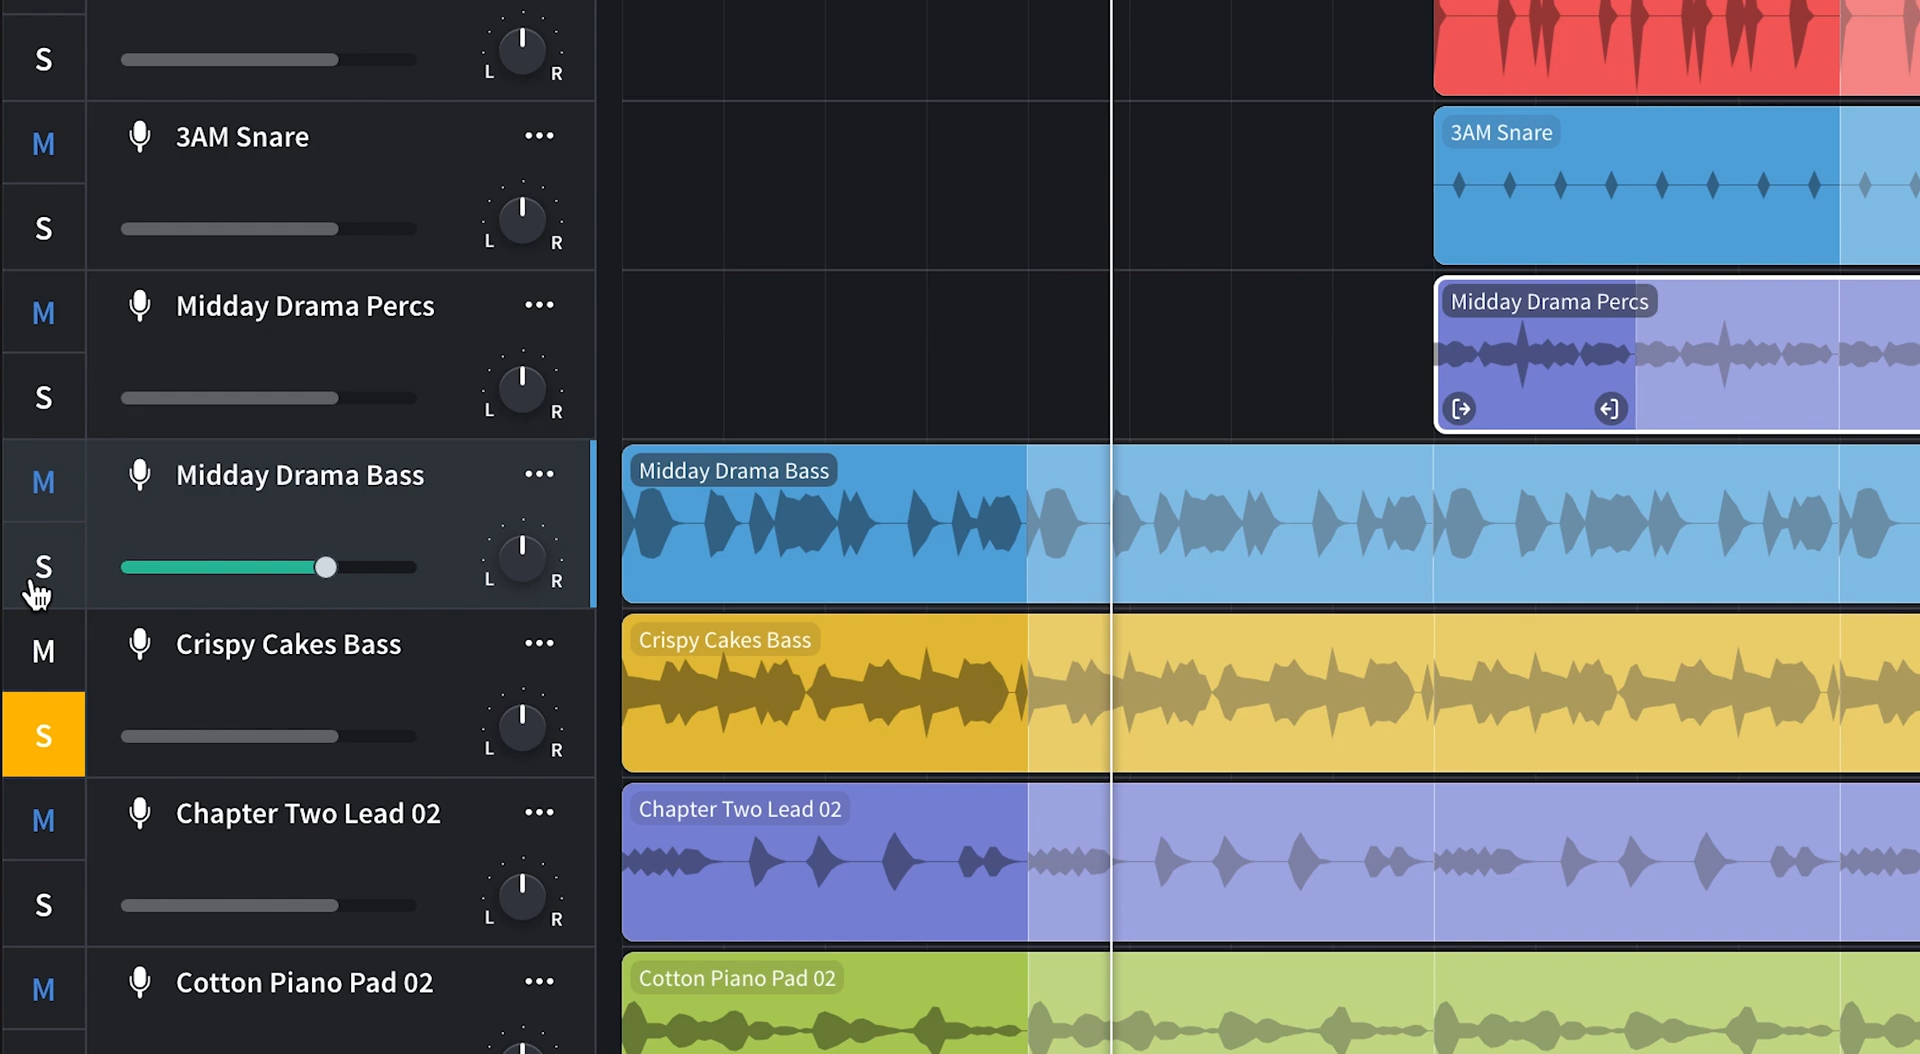 S
L R
M 3AM Snare
3AM Snare
S
L R
M Midday Drama Percs
Midday Drama Percs
S
L R
M Midday Drama Bass
Midday Drama Bass
S
L R
M Crispy Cakes Bass
Crispy Cakes Bass
S
L R
M Chapter Two Lead 02
Chapter Two Lead 02
S
L R
M Cotton Piano Pad 02
Cotton Piano Pad 02